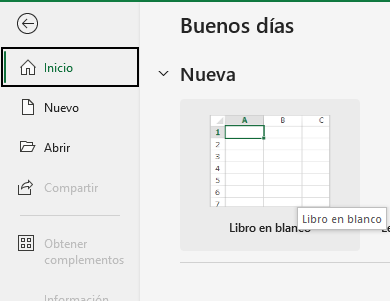 Buenos días
Inicio
Nueva
Nuevo
Abrir
Compartir
Obtener
complementos
Información
A B C
1
2
3
4
5
6
7
Libro en blanco
Libro en blanco